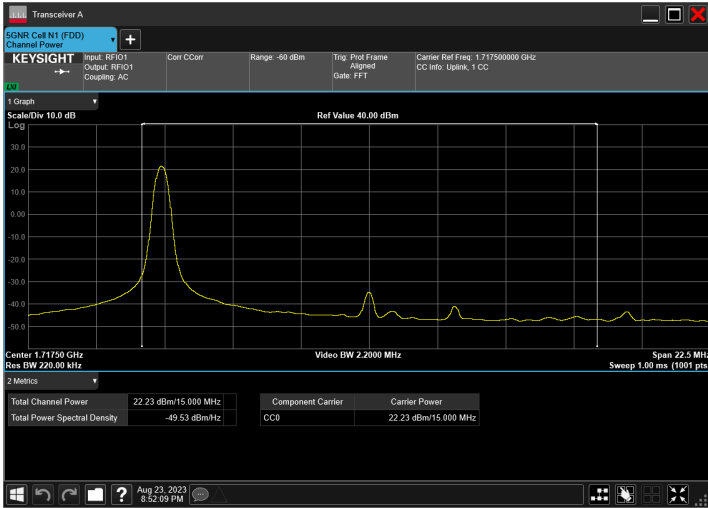 Transceiver A
5GNR Cell N1 (FDD)
Channel Power
KEYSIGHT
Input: RFIO1
Output: RFIO1
Coupling: AC
Corr CCorr
Range: -60 dBm
Trig: Prot Frame
Aligned
Gate: FFT
Carrier Ref Freq: 1.717500000 GHz
CC Info: Uplink, 1 CC
LXI
1 Graph
Scale/Div 10.0 dB
Ref Value 40.00 dBm
Log
30.0
20.0
10.0
0.00
-10.0
-20.0
-30.0
-40.0
-50.0
Center 1.71750 GHz
Video BW 2.2000 MHz
Span 22.5 MHz
Res BW 220.00 kHz
Sweep 1.00 ms (1001 pts
2 Metrics
Total Channel Power 22.23 dBm/15.000 MHz
Total Power Spectral Density -49.53 dBm/Hz
Component Carrier Carrier Power
CC0 22.23 dBm/15.000 MHz
Aug 23, 2023
8:52:09 PM